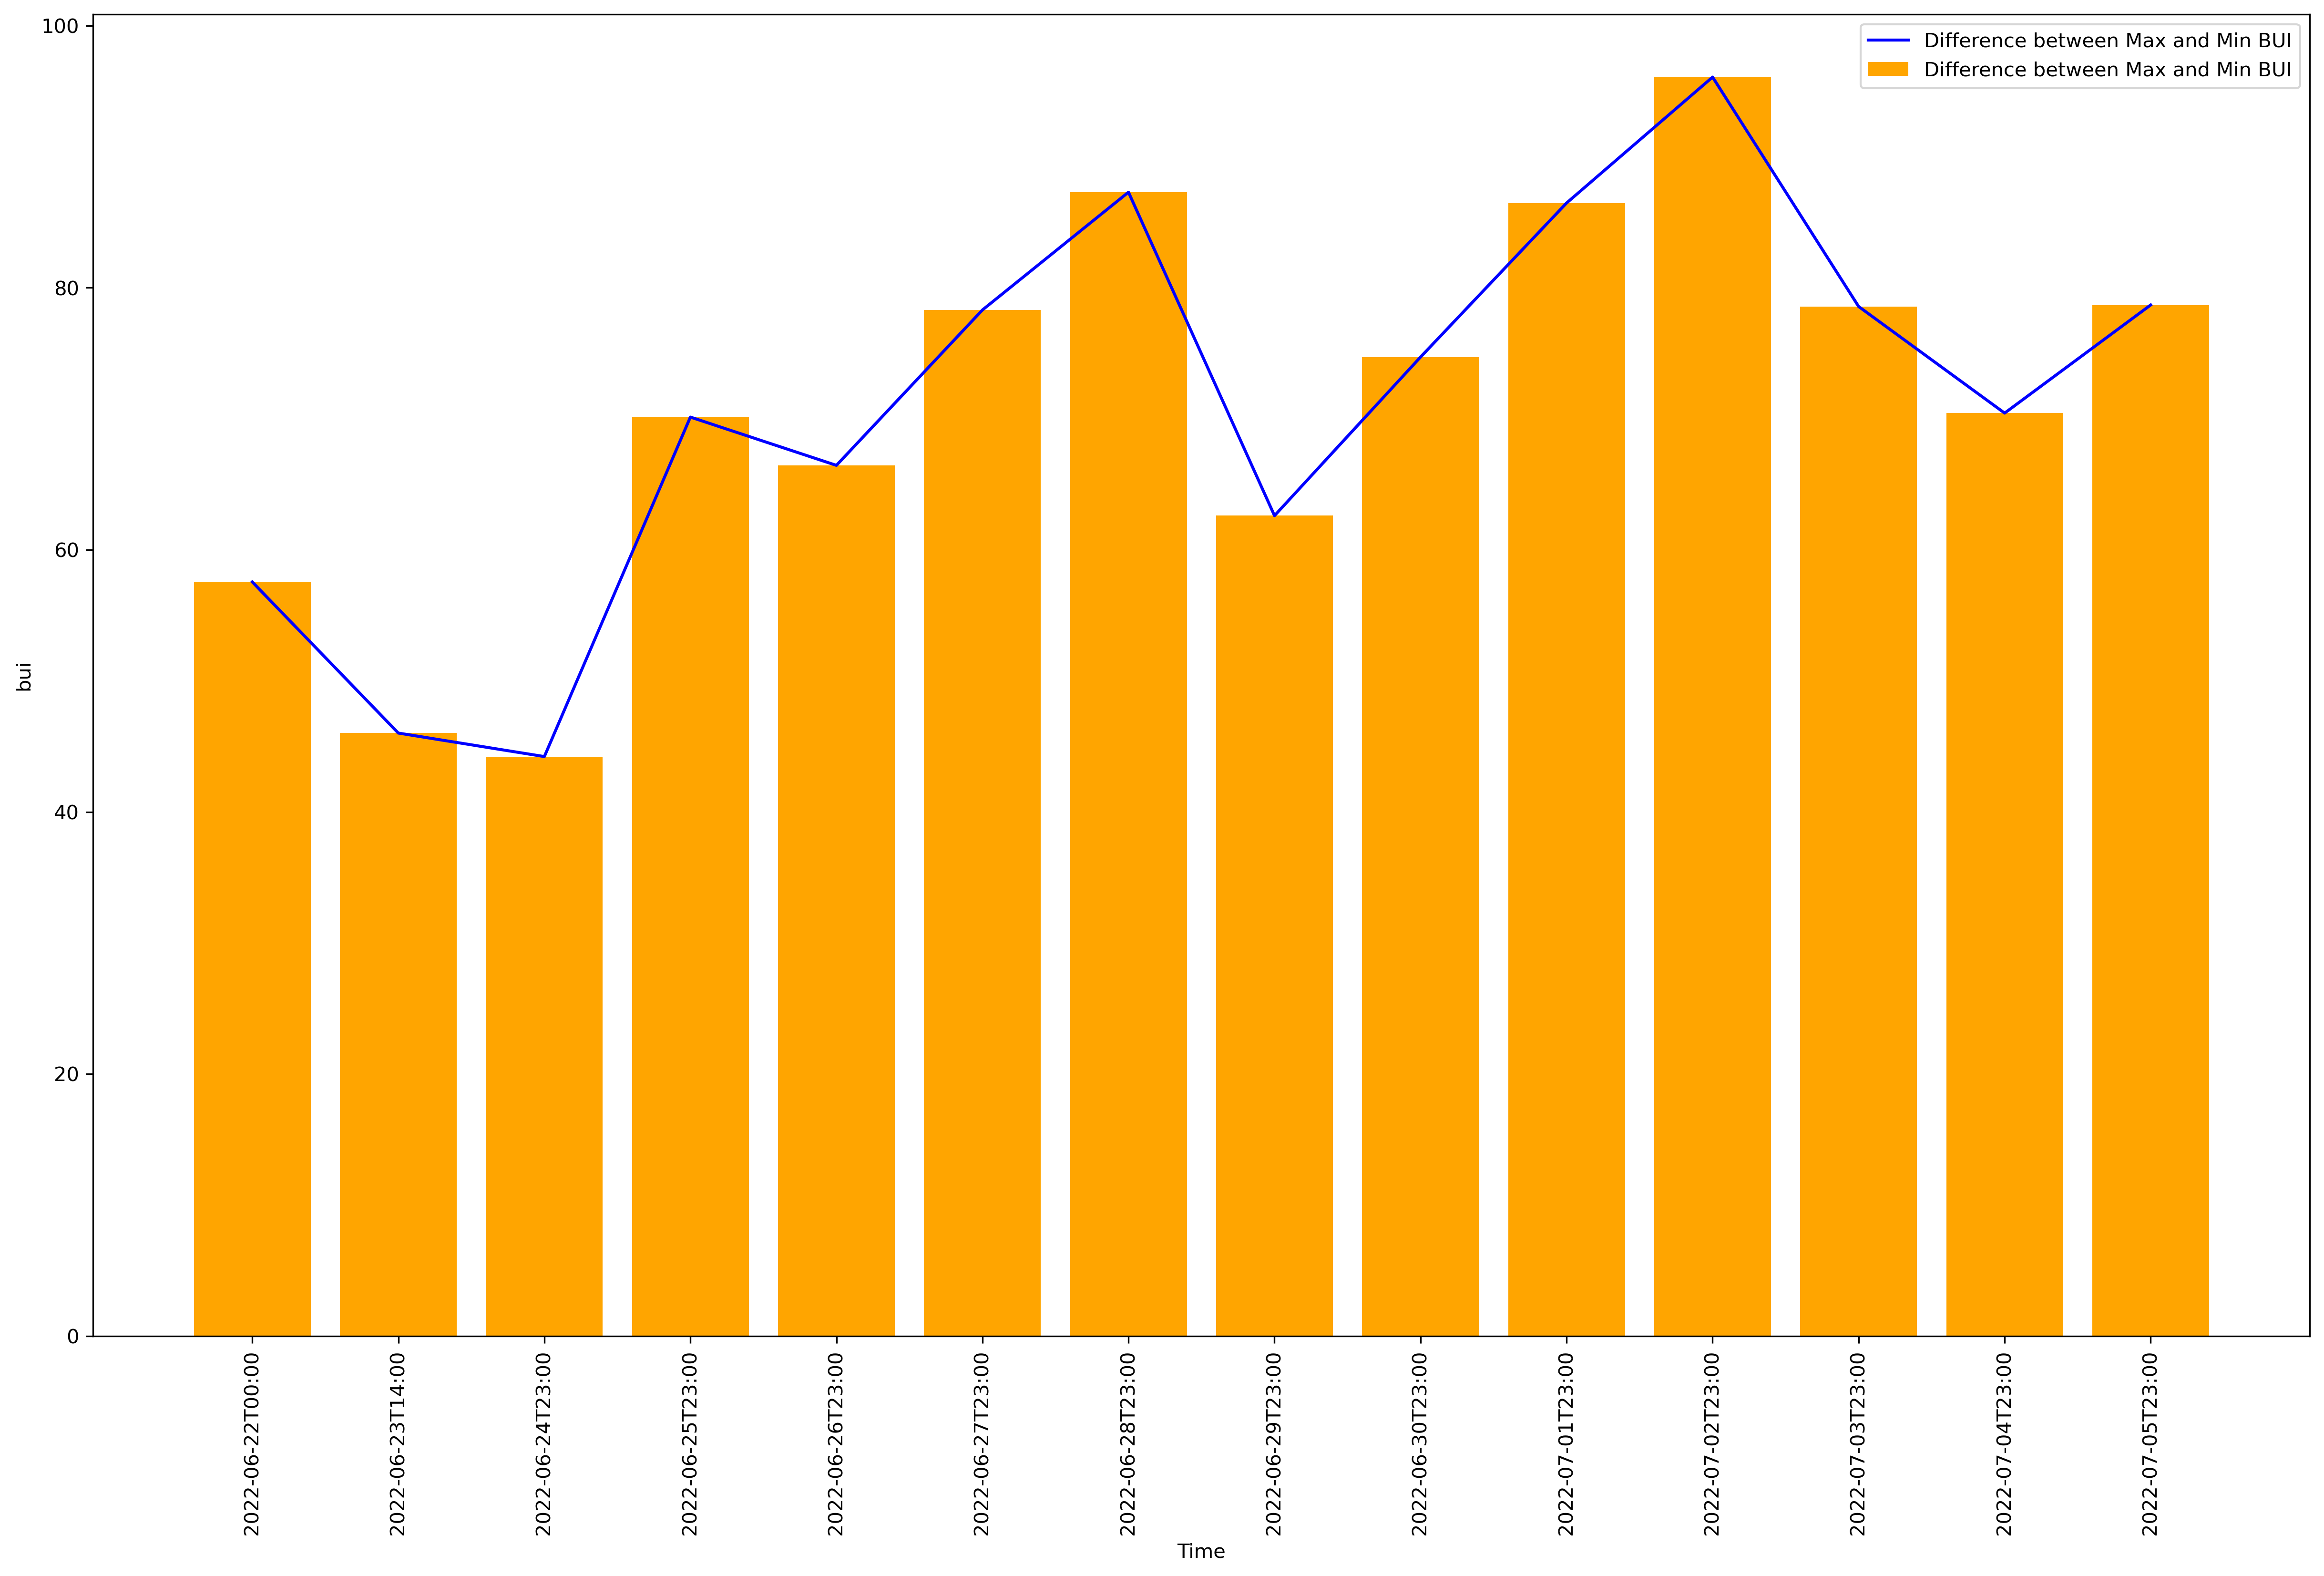 Difference between Max and Min BUI
Difference between Max and Min BUI
100
80
60
40
20
0
bui
2022-06-22T00:00
2022-06-23T14:00
2022-06-24T23:00
2022-06-25T23:00
2022-06-26T23:00
2022-06-27T23:00
2022-06-28T23:00
2022-06-29T23:00
2022-06-30T23:00
2022-07-01T23:00
2022-07-02T23:00
2022-07-03T23:00
2022-07-04T23:00
2022-07-05T23:00
Time